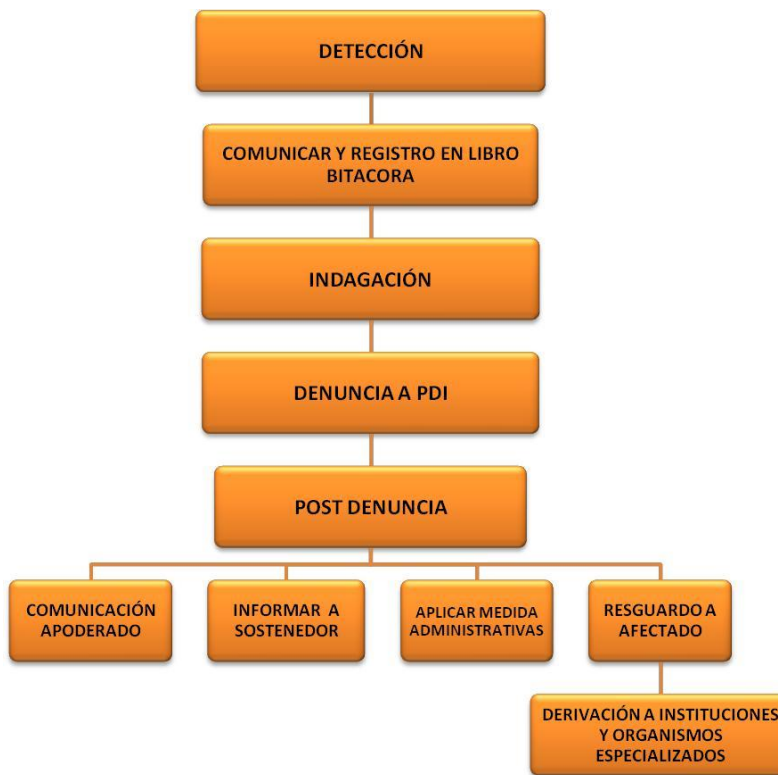 DETECCIÓN
COMUNICAR Y REGISTRO EN LIBRO
BITACORA
INDAGACIÓN
DENUNCIA A PDI
POST DENUNCIA
COMUNICACIÓN
APODERADO
INFORMAR A
SOSTENEDOR
APLICAR MEDIDA
ADMINISTRATIVAS
RESGUARDO A
AFECTADO
DERIVACIÓN A INSTITUCIONES
Y ORGANISMOS
ESPECIALIZADOS